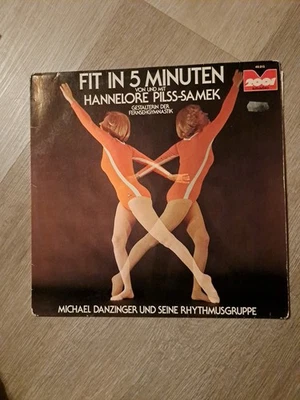 FIT IN 5 MINUTEN
VON UND MIT
HANNELORE PILSS-SAMEK
GESTALTERIN DER
FERNSEHGYMNASTIK
2001
MICHAEL DANZINGER UND SEINE RHYTHMUSGRUPPE